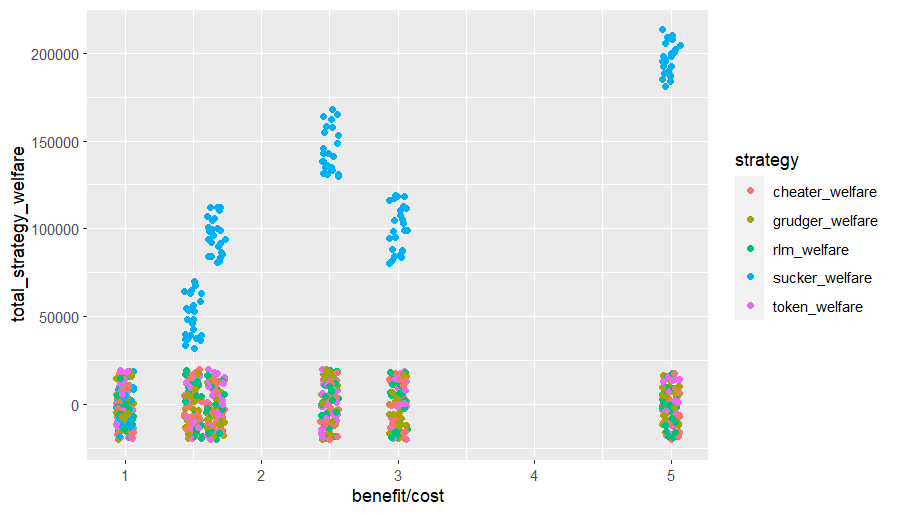 total_strategy_welfare
200000
150000
100000
50000
0
1
2
3
4
5
benefit/cost
strategy
cheater_welfare
grudger_welfare
rlm_welfare
sucker_welfare
token_welfare